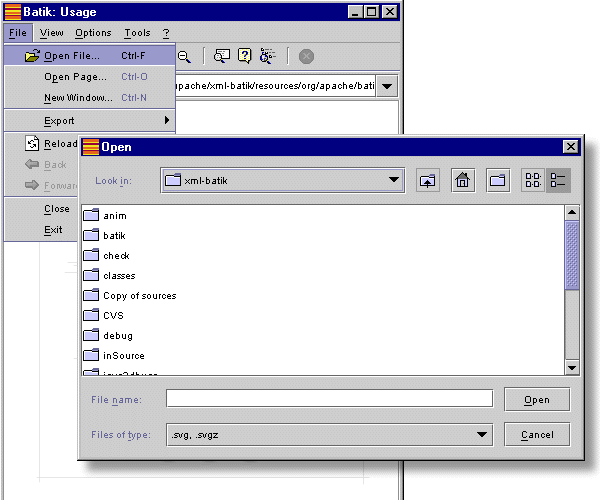 Batik: Usage
File View Options Tools ?
Open File... Ctrl-F
Open Page... Ctrl-O
New Window... Ctrl-N
apache/xml-batik/resources/org/apache/bati
Export
Reload
Back
Forward
Close
Exit
Open
Look in: xml-batik
anim
batik
check
classes
Copy of sources
CVS
debug
inSource
File name:
Open
Files of type: .svg, .svgz
Cancel